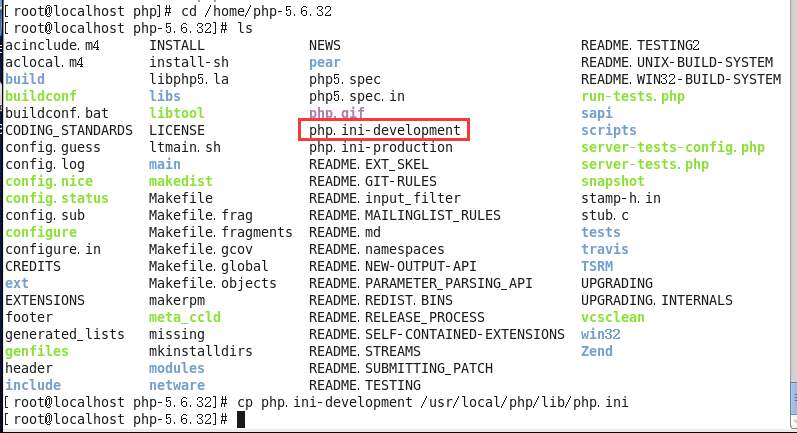 [root@localhost php]# cd /home/php-5.6.32
[root@localhost php-5.6.32]# ls
acinclude.m4 INSTALL NEWS README.TESTING2
aclocal.m4 install-sh pear README.UNIX-BUILD-SYSTEM
build libphp5.la php5.spec README.WIN32-BUILD-SYSTEM
buildconf libs php5.spec.in run-tests.php
buildconf.bat libtool php.gif sapi
CODING_STANDARDS LICENSE php.ini-development scripts
config.guess ltmain.sh php.ini-production server-tests-config.php
config.log main README.EXT_SKEL server-tests.php
config.nice makedist README.GIT-RULES snapshot
config.status Makefile README.input_filter stamp-h.in
config.sub Makefile.frag README.MAILINGLIST_RULES stub.c
configure Makefile.fragments README.md tests
configure.in Makefile.gcov README.namespaces travis
CREDITS Makefile.global README.NEW-OUTPUT-API TSRM
ext Makefile.objects README.PARAMETER_PARSING_API UPGRADING
EXTENSIONS makerpm README.REDIST.BINS UPGRADING.INTERNALS
footer meta_ccld README.RELEASE_PROCESS vcsclean
generated_lists missing README.SELF-CONTAINED-EXTENSIONS win32
genfiles mkinstalldirs README.STREAMS Zend
header modules README.SUBMITTING_PATCH
include netware README.TESTING
[root@localhost php-5.6.32]# cp php.ini-development /usr/local/php/lib/php.ini
[root@localhost php-5.6.32]#